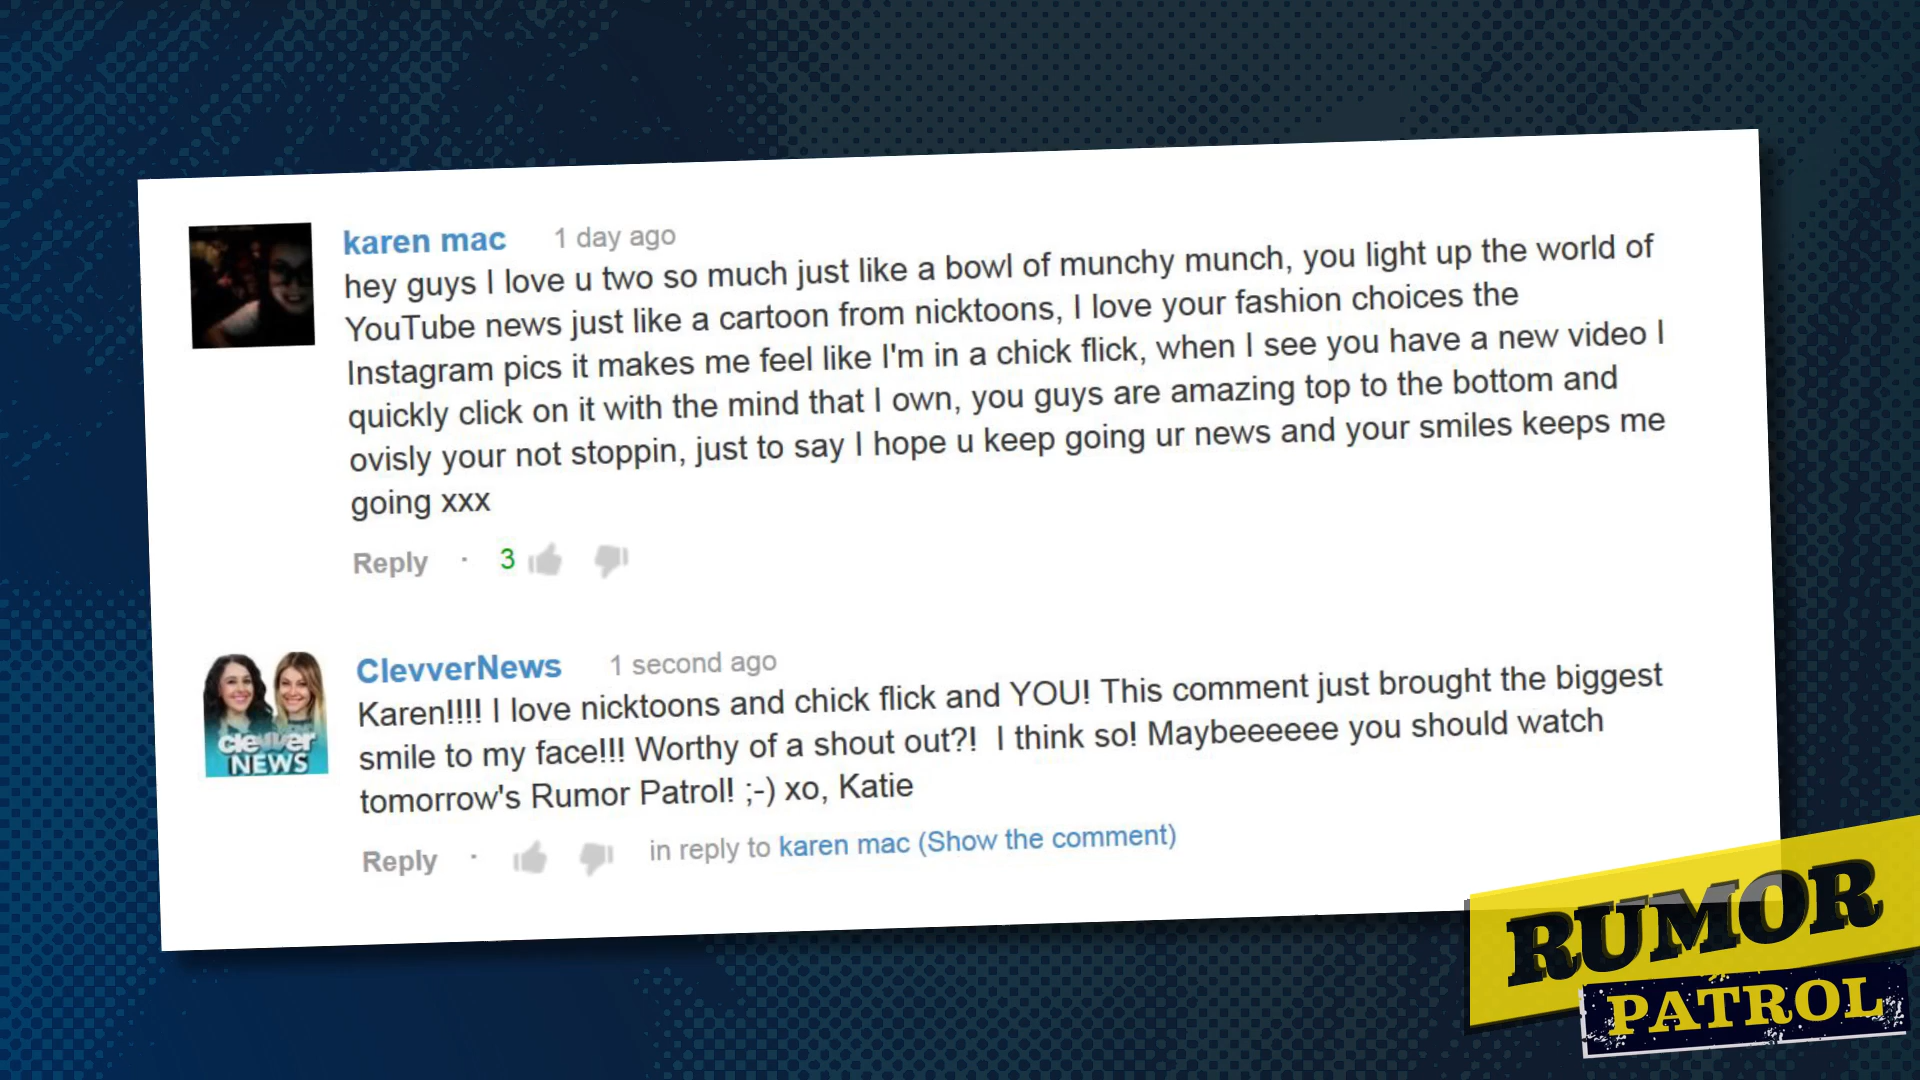 karen mac 1 day ago
hey guys I love u two so much just like a bowl of munchy munch, you light up the world of
YouTube news just like a cartoon from nicktoons, I love your fashion choices the
Instagram pics it makes me feel like I'm in a chick flick, when I see you have a new video I
quickly click on it with the mind that I own, you guys are amazing top to the bottom and
ovisly your not stoppin, just to say I hope u keep going ur news and your smiles keeps me
going xxx
Reply · 3
ClevverNews 1 second ago
Karen!!!! I love nicktoons and chick flick and YOU! This comment just brought the biggest
smile to my face!!! Worthy of a shout out?! I think so! Maybeeeeee you should watch
tomorrow's Rumor Patrol! ;-) xo, Katie
clevver
NEWS
Reply · in reply to karen mac (Show the comment)
RUMOR
PATROL